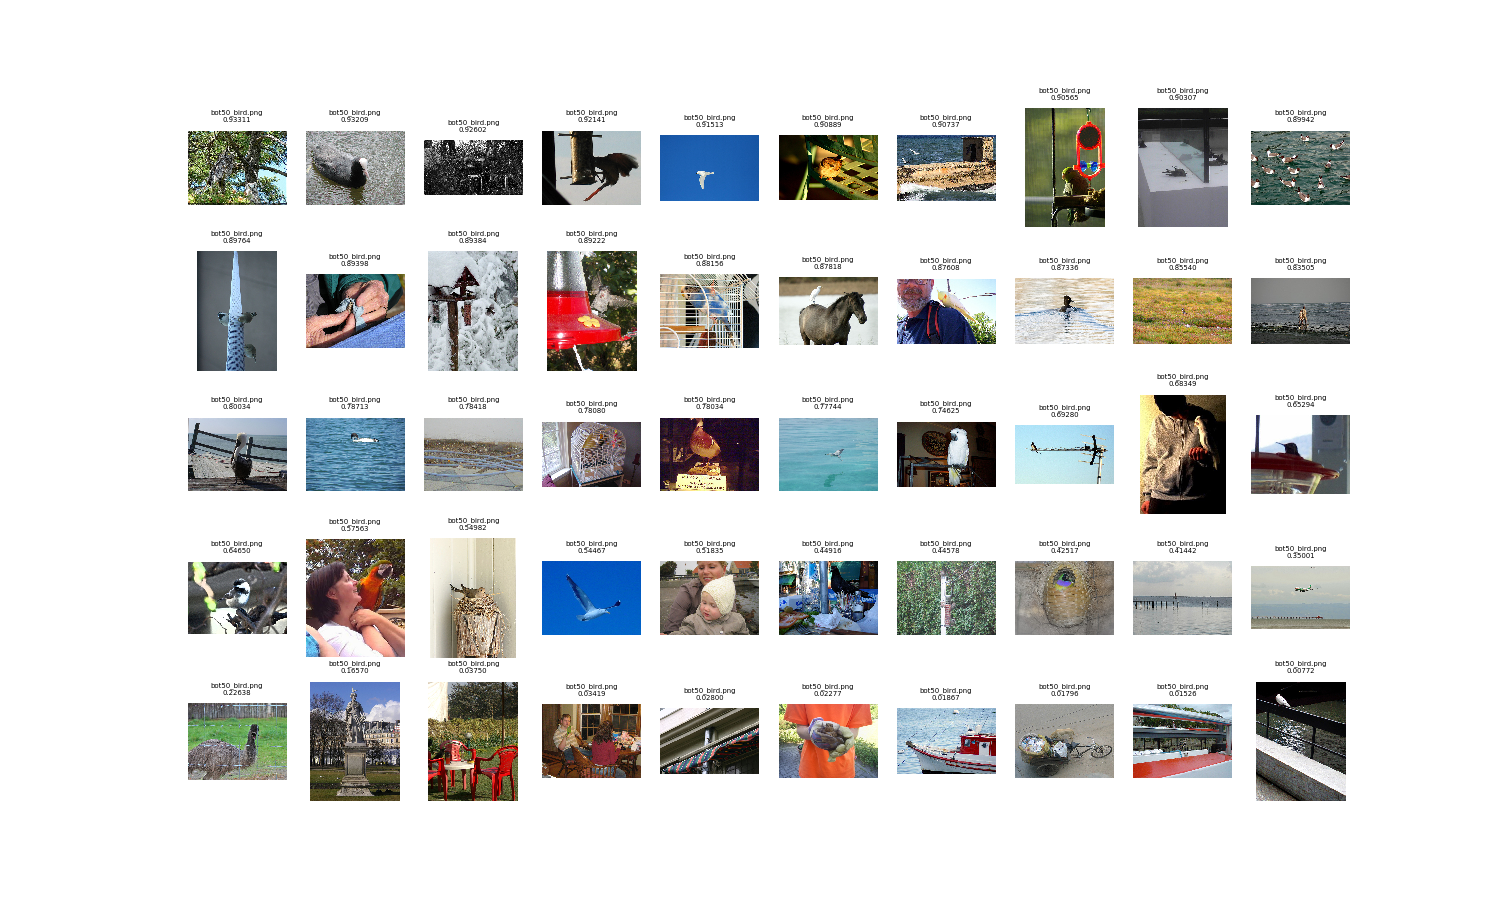 bot50_bird.png
0.93311
bot50_bird.png
0.93209
bot50_bird.png
0.92602
bot50_bird.png
0.92141
bot50_bird.png
0.91513
bot50_bird.png
0.90889
bot50_bird.png
0.90737
bot50_bird.png
0.90565
bot50_bird.png
0.90307
bot50_bird.png
0.89942
bot50_bird.png
0.89764
bot50_bird.png
0.89398
bot50_bird.png
0.89384
bot50_bird.png
0.89222
bot50_bird.png
0.88156
bot50_bird.png
0.87818
bot50_bird.png
0.87608
bot50_bird.png
0.87336
bot50_bird.png
0.85540
bot50_bird.png
0.83505
bot50_bird.png
0.80034
bot50_bird.png
0.78713
bot50_bird.png
0.78418
bot50_bird.png
0.78080
bot50_bird.png
0.78034
bot50_bird.png
0.77744
bot50_bird.png
0.74625
bot50_bird.png
0.69280
bot50_bird.png
0.68349
bot50_bird.png
0.65294
bot50_bird.png
0.64650
bot50_bird.png
0.57563
bot50_bird.png
0.54982
bot50_bird.png
0.54467
bot50_bird.png
0.51835
bot50_bird.png
0.44916
bot50_bird.png
0.44578
bot50_bird.png
0.42517
bot50_bird.png
0.41442
bot50_bird.png
0.35001
bot50_bird.png
0.22638
bot50_bird.png
0.16570
bot50_bird.png
0.03750
bot50_bird.png
0.03419
bot50_bird.png
0.02800
bot50_bird.png
0.02277
bot50_bird.png
0.01867
bot50_bird.png
0.01796
bot50_bird.png
0.01526
bot50_bird.png
0.00772